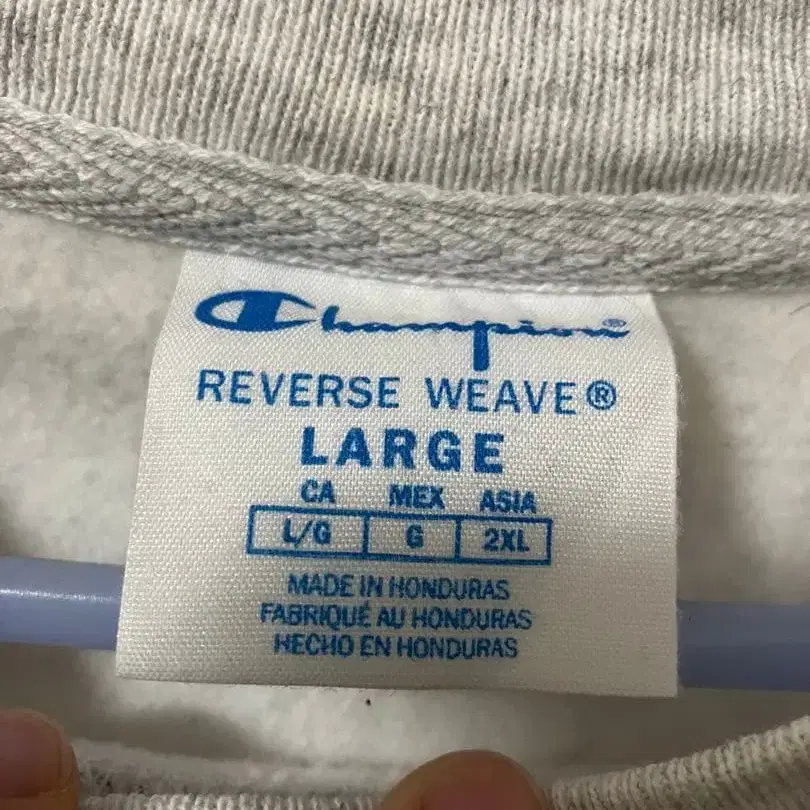 Champion®
REVERSE WEAVE®
LARGE
CA MEX ASIA
L/G G 2XL
MADE IN HONDURAS
FABRIQUÉ AU HONDURAS
HECHO EN HONDURAS